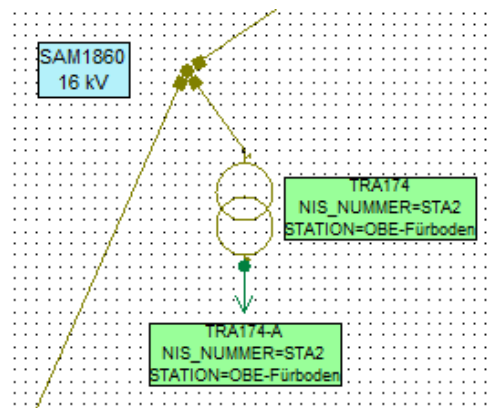 SAM1860
16 kV
TRA174
NIS_NUMMER=STA2
STATION=OBE-Fürboden
TRA174-A
NIS_NUMMER=STA2
STATION=OBE-Fürboden